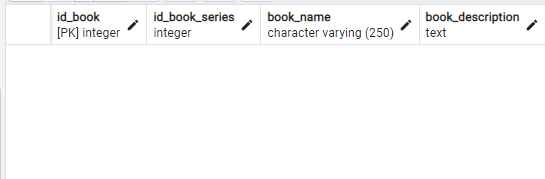 id_book id_book_series book_name book_description
[PK] integer integer character varying (250) text